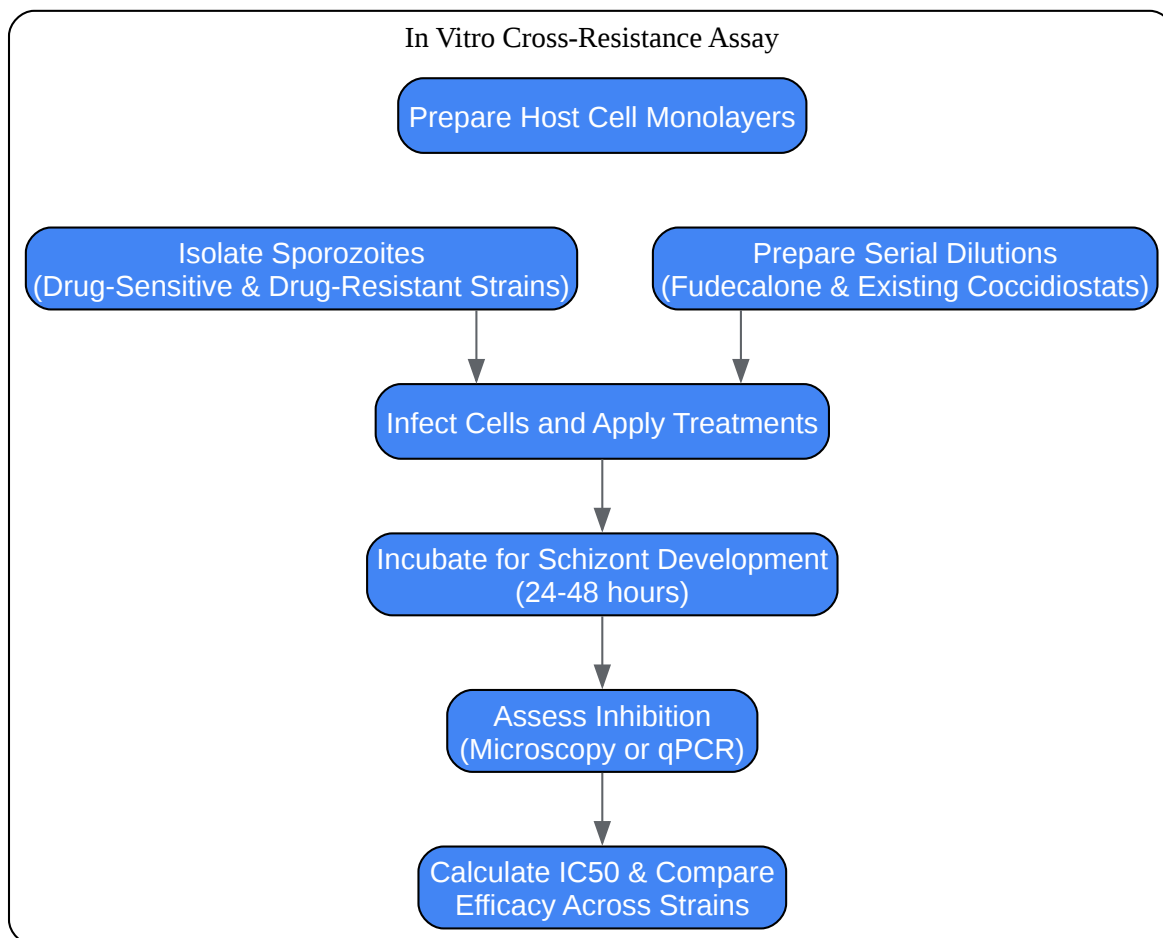 In Vitro Cross-Resistance Assay
Prepare Host Cell Monolayers
Isolate Sporozoites
(Drug-Sensitive & Drug-Resistant Strains)
Prepare Serial Dilutions
(Fudecalone & Existing Coccidiostats)
Infect Cells and Apply Treatments
Incubate for Schizont Development
(24-48 hours)
Assess Inhibition
(Microscopy or qPCR)
Calculate IC50 & Compare
Efficacy Across Strains